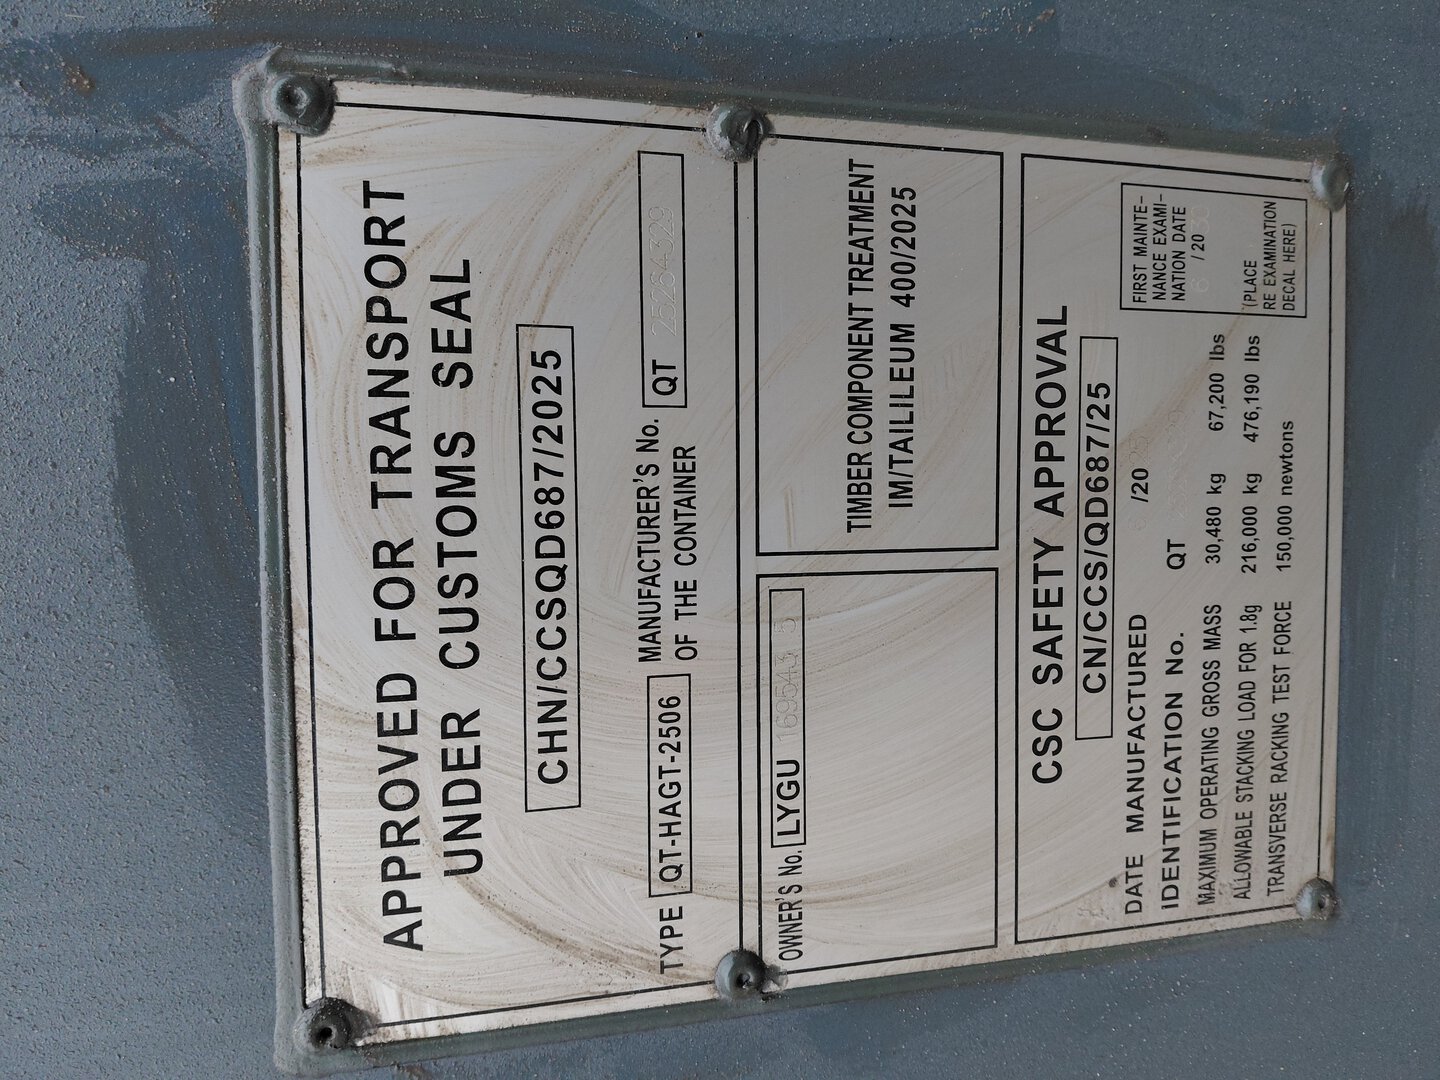 APPROVED FOR TRANSPORT
UNDER CUSTOMS SEAL
CHN/CCSQD687/2025
TYPE QT-HAGT-2506 MANUFACTURER'S No. OF THE CONTAINER QT 25254329
OWNER'S No. LYGU 169543 5
TIMBER COMPONENT TREATMENT
IM/TAILILEUM 400/2025
CSC SAFETY APPROVAL
CN/CCS/QD687/25
DATE MANUFACTURED /20
IDENTIFICATION No. QT
MAXIMUM OPERATING GROSS MASS 30,480 kg 67,200 lbs
ALLOWABLE STACKING LOAD FOR 1.8g 216,000 kg 476,190 lbs
TRANSVERSE RACKING TEST FORCE 150,000 newtons
FIRST MAINTE-
NANCE EXAMI-
NATION DATE
/20
(PLACE
RE EXAMINATION
DECAL HERE)